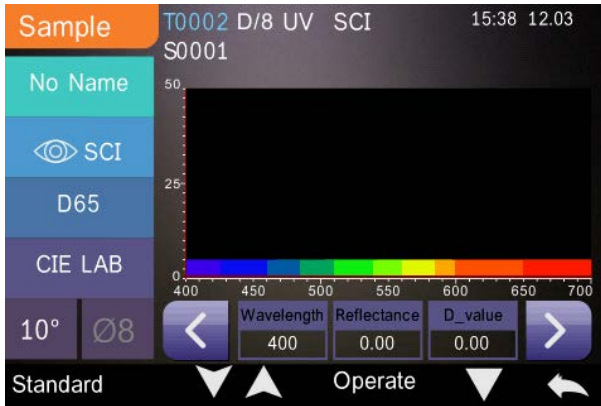 Sample
T0002 D/8 UV SCI 15:38 12.03
S0001
No Name
SCI
D65
CIE LAB
10° Ø8
50
25
0
400 450 500 550 600 650 700
Wavelength Reflectance D_value
400 0.00 0.00
Standard Operate